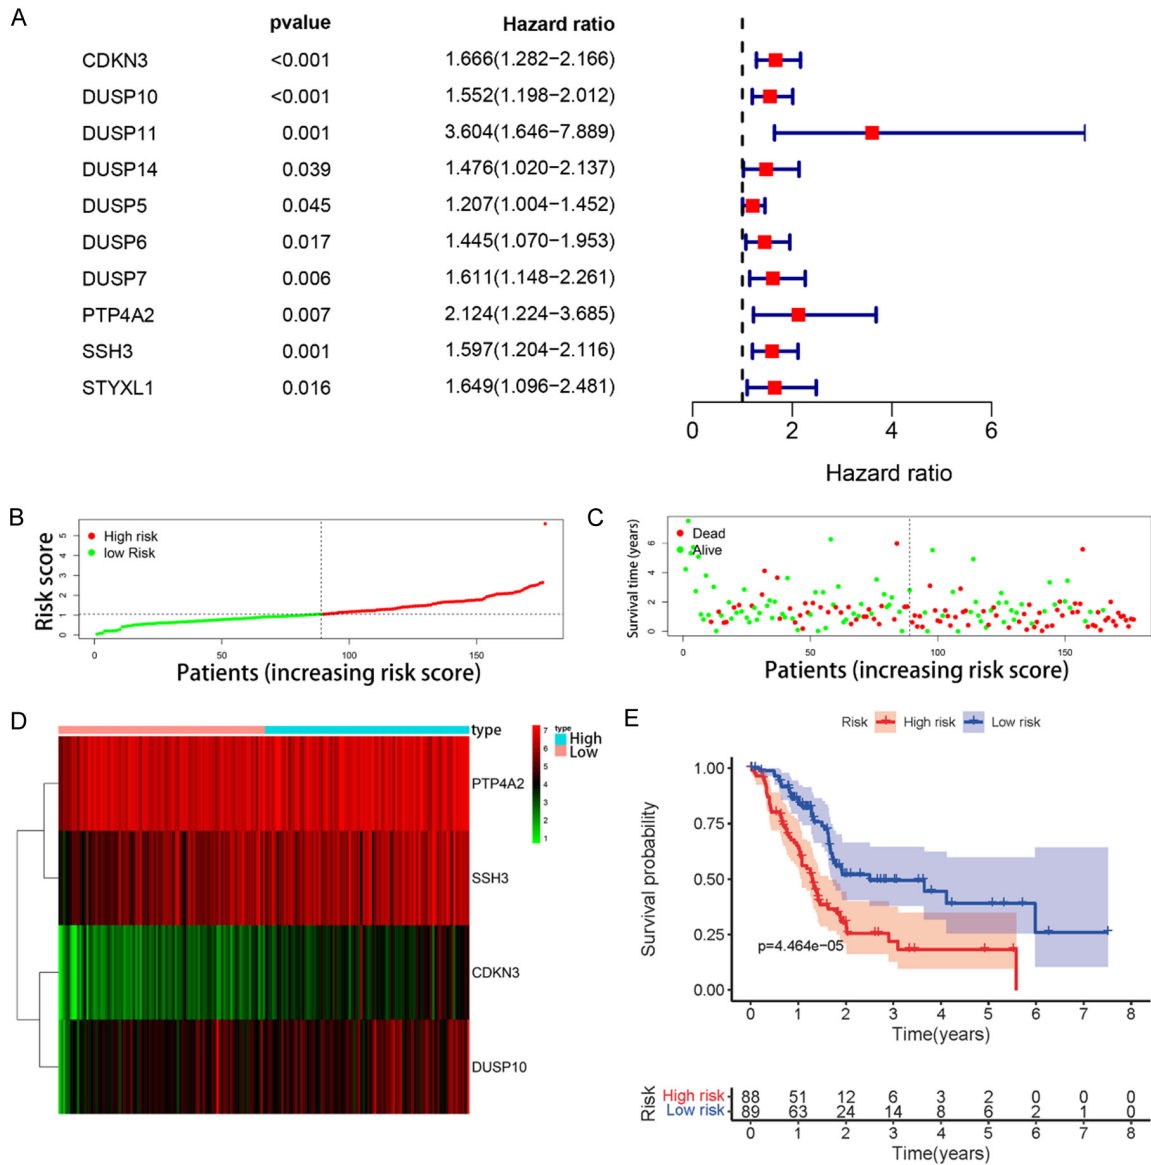 A
pvalue Hazard ratio
CDKN3 <0.001 1.666(1.282−2.166)
DUSP10 <0.001 1.552(1.198−2.012)
DUSP11 0.001 3.604(1.646−7.889)
DUSP14 0.039 1.476(1.020−2.137)
DUSP5 0.045 1.207(1.004−1.452)
DUSP6 0.017 1.445(1.070−1.953)
DUSP7 0.006 1.611(1.148−2.261)
PTP4A2 0.007 2.124(1.224−3.685)
SSH3 0.001 1.597(1.204−2.116)
STYXL1 0.016 1.649(1.096−2.481)
0 2 4 6
Hazard ratio
B
Risk score
5
4
3
2
1
0
High risk
low Risk
0 50 100 150
Patients (increasing risk score)
C
Survival time (years)
6
4
2
0
Dead
Alive
0 50 100 150
Patients (increasing risk score)
D
type
PTP4A2
SSH3
CDKN3
DUSP10
7
6
5
4
3
2
1
type
High
Low
E
Risk High risk Low risk
Survival probability
1.00
0.75
0.50
0.25
0.00
p=4.464e−05
0 1 2 3 4 5 6 7 8
Time(years)
Risk
High risk 88 51 12 6 3 2 0 0 0
Low risk 89 63 24 14 8 6 2 1 0
0 1 2 3 4 5 6 7 8
Time(years)